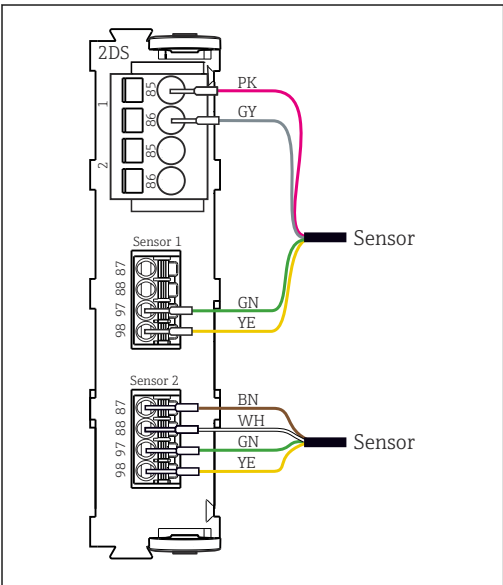 2DS
1
85
PK
86
GY
2
85
86
Sensor
Sensor 1
87
88
97
GN
98
YE
Sensor 2
87
BN
88
WH
97
GN
Sensor
98
YE